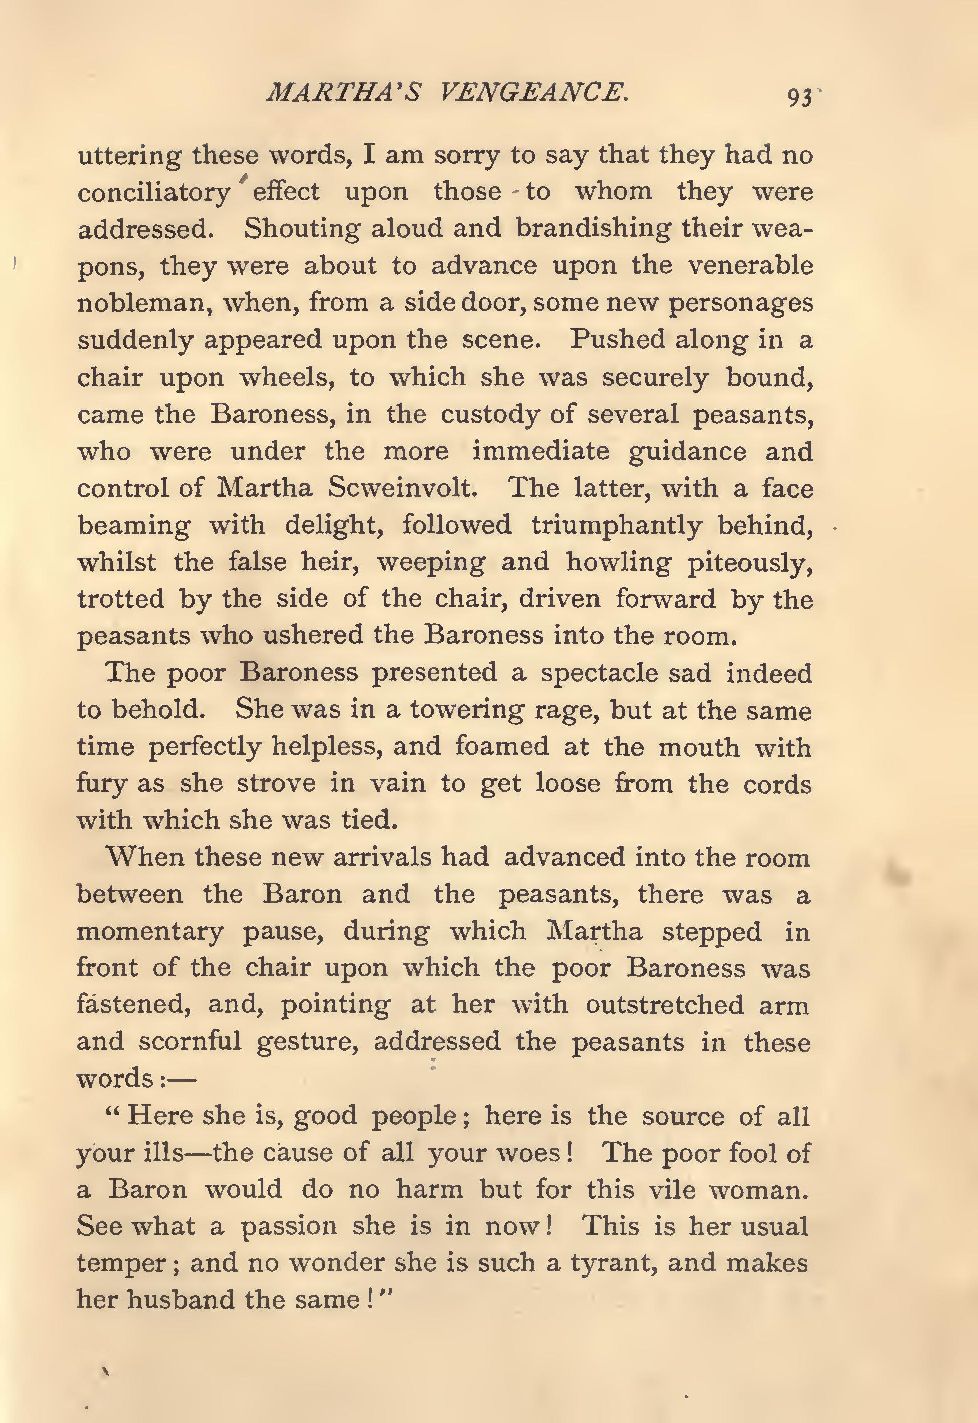 MARTHA'S VENGEANCE. 93
uttering these words, I am sorry to say that they had no
conciliatory effect upon those to whom they were
addressed. Shouting aloud and brandishing their wea-
pons, they were about to advance upon the venerable
nobleman, when, from a side door, some new personages
suddenly appeared upon the scene. Pushed along in a
chair upon wheels, to which she was securely bound,
came the Baroness, in the custody of several peasants,
who were under the more immediate guidance and
control of Martha Scweinvolt. The latter, with a face
beaming with delight, followed triumphantly behind,
whilst the false heir, weeping and howling piteously,
trotted by the side of the chair, driven forward by the
peasants who ushered the Baroness into the room.
The poor Baroness presented a spectacle sad indeed
to behold. She was in a towering rage, but at the same
time perfectly helpless, and foamed at the mouth with
fury as she strove in vain to get loose from the cords
with which she was tied.
When these new arrivals had advanced into the room
between the Baron and the peasants, there was a
momentary pause, during which Martha stepped in
front of the chair upon which the poor Baroness was
fastened, and, pointing at her with outstretched arm
and scornful gesture, addressed the peasants in these
words:—
"Here she is, good people; here is the source of all
your ills—the cause of all your woes! The poor fool of
a Baron would do no harm but for this vile woman.
See what a passion she is in now! This is her usual
temper; and no wonder she is such a tyrant, and makes
her husband the same!"